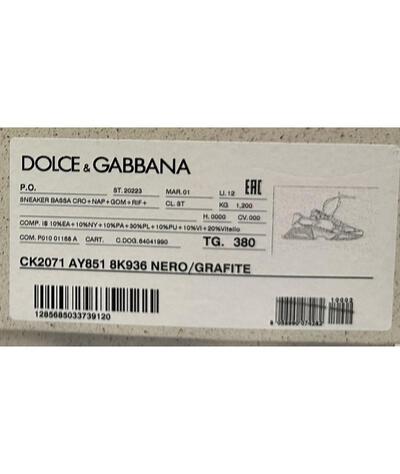 DOLCE & GABBANA
P.O. ST. 20223 MAR. 01 U. 12 EAC
SNEAKER BASSA CRO+NAP+GOM+RIF+ CL. ST KG 1,200
H. 0000 CV. 000
COMP. IS 10%EA+10%NY+10%PA+30%PL+10%PU+10%VI+20%Vitello
COM. P010 01168 A CART. C.DOG. 64041990 TG. 380
CK2071 AY851 8K936 NERO/GRAFITE
1285685033739120